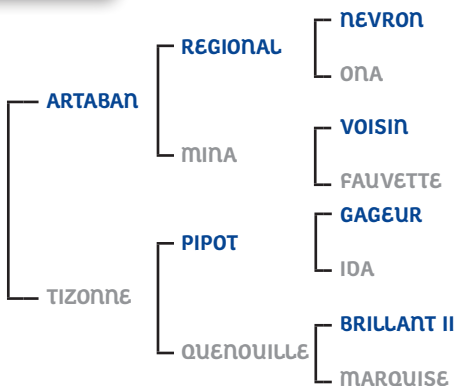 NEVRON
REGIONAL
ONA
ARTABAN
VOISIN
MINA
FAUVETTE
GAGEUR
PIPOT
IDA
TIZONNE
BRILLANT II
QUENOUILLE
MARQUISE